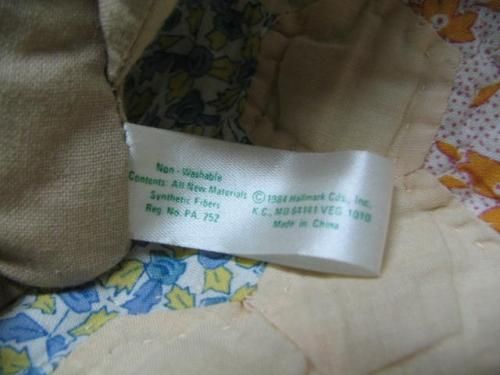 Non - Washable
Contents: All New Materials
Synthetic Fibers
Reg. No. PA. 252
©1984 Hallmark Cds., Inc.
K.C., MO 64141 VEG 1010
Made in China